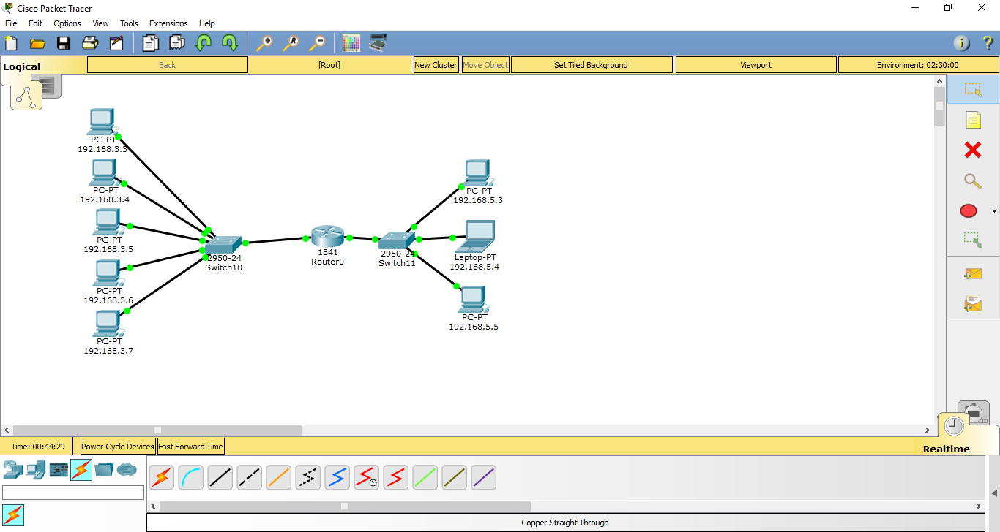 Cisco Packet Tracer
File Edit Options View Tools Extensions Help
Logical
Back
[Root]
New Cluster
Move Object
Set Tiled Background
Viewport
Environment: 02:30:00
PC-PT
192.168.3.3
PC-PT
192.168.3.4
PC-PT
192.168.3.5
PC-PT
192.168.3.6
PC-PT
192.168.3.7
2950-24
Switch10
1841
Router0
2950-24
Switch11
PC-PT
192.168.5.3
Laptop-PT
192.168.5.4
PC-PT
192.168.5.5
Time: 00:44:29
Power Cycle Devices
Fast Forward Time
Realtime
Copper Straight-Through